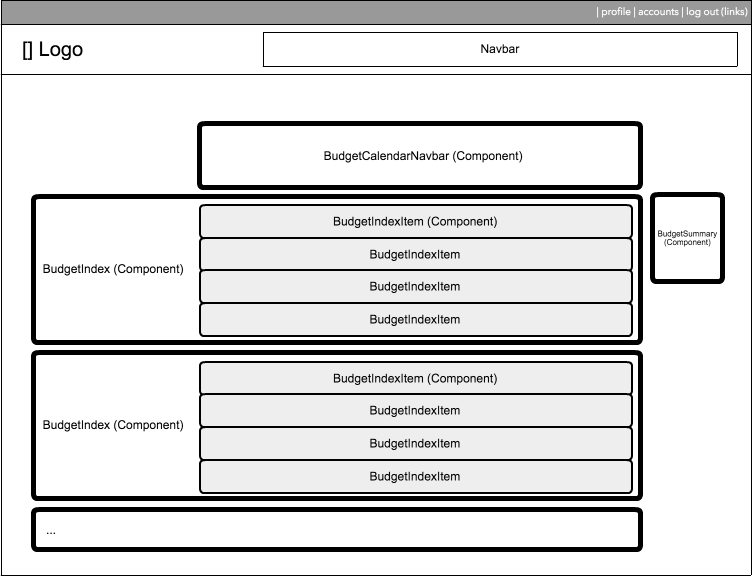 | profile | accounts | log out (links)
[] Logo
Navbar
BudgetCalendarNavbar (Component)
BudgetIndex (Component)
BudgetIndexItem (Component)
BudgetIndexItem
BudgetIndexItem
BudgetIndexItem
BudgetSummary
(Component)
BudgetIndex (Component)
BudgetIndexItem (Component)
BudgetIndexItem
BudgetIndexItem
BudgetIndexItem
...